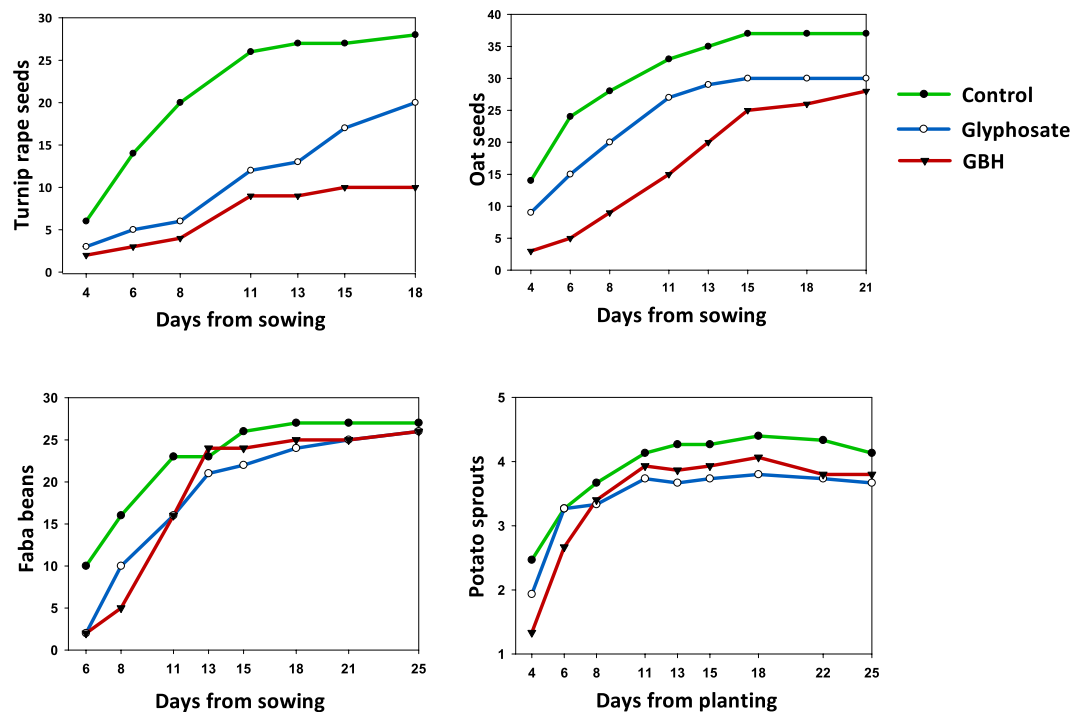 30
25
20
15
10
5
0
Turnip rape seeds
4 6 8 11 13 15 18
Days from sowing
40
35
30
25
20
15
10
5
0
Oat seeds
4 6 8 11 13 15 18 21
Days from sowing
Control
Glyphosate
GBH
30
25
20
15
10
5
0
Faba beans
6 8 11 13 15 18 21 25
Days from sowing
5
4
3
2
1
Potato sprouts
4 6 8 11 13 15 18 22 25
Days from planting